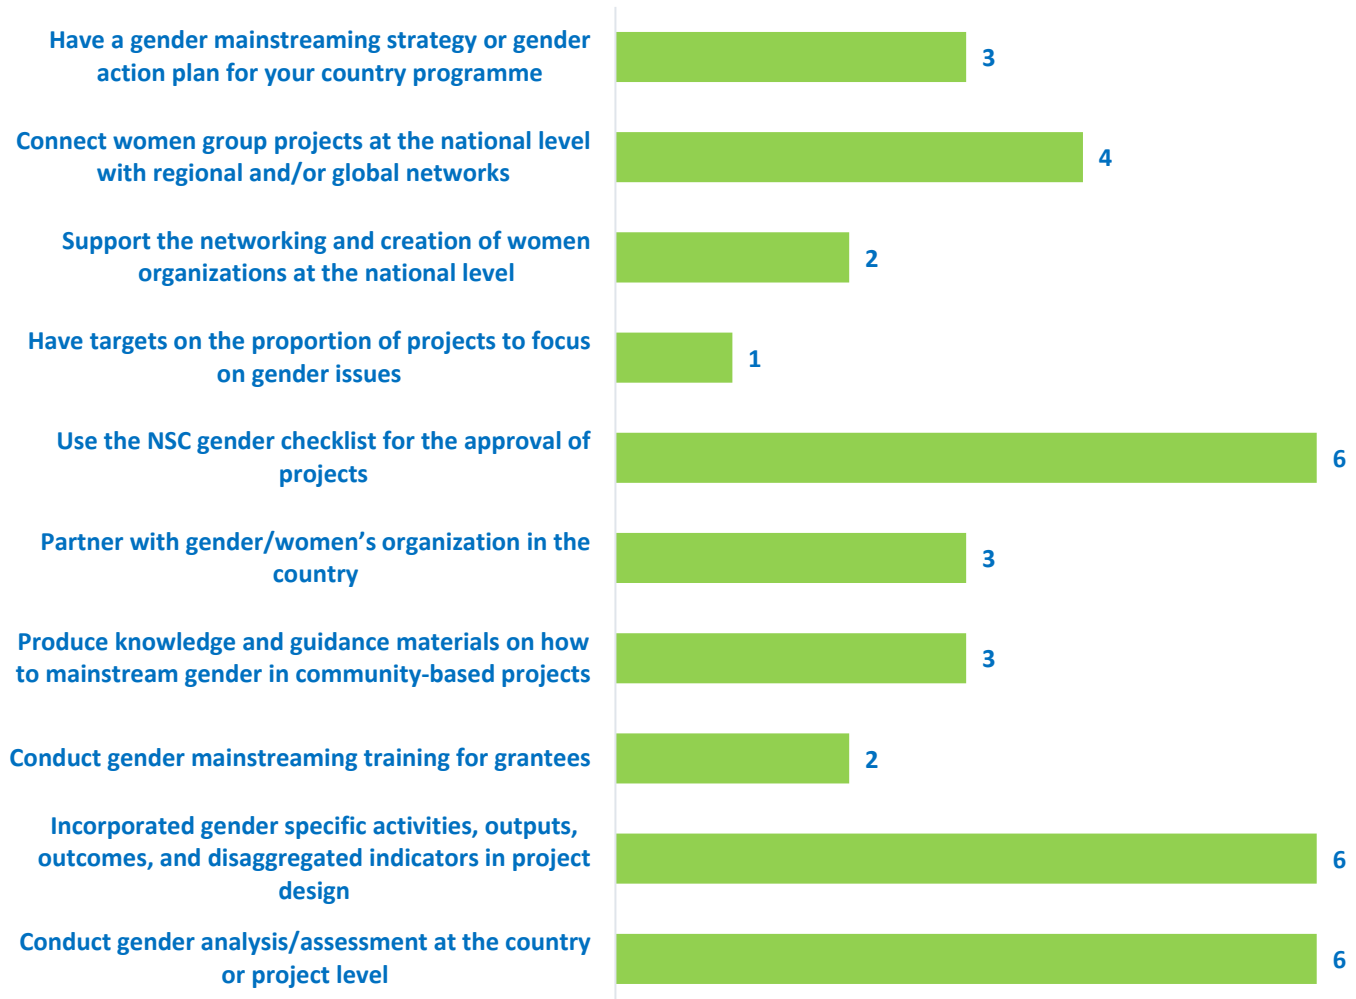 Have a gender mainstreaming strategy or gender
action plan for your country programme
3
Connect women group projects at the national level
with regional and/or global networks
4
Support the networking and creation of women
organizations at the national level
2
Have targets on the proportion of projects to focus
on gender issues
1
Use the NSC gender checklist for the approval of
projects
6
Partner with gender/women’s organization in the
country
3
Produce knowledge and guidance materials on how
to mainstream gender in community-based projects
3
Conduct gender mainstreaming training for grantees
2
Incorporated gender specific activities, outputs,
outcomes, and disaggregated indicators in project
design
6
Conduct gender analysis/assessment at the country
or project level
6